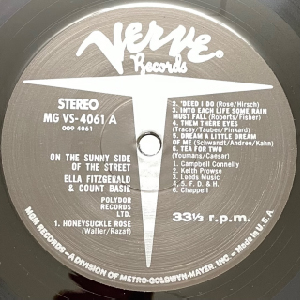 Verve
Records
STEREO
MG VS-4061 A
ON THE SUNNY SIDE
OF THE STREET
ELLA FITZGERALD
& COUNT BASIE
POLYDOR
RECORDS
LTD.
1. HONEYSUCKLE ROSE
(Waller/Razaf)
2. 'DEED I DO (Rose/Hirsch)
3. INTO EACH LIFE SOME RAIN
MUST FALL (Roberts/Fisher)
4. THEM THERE EYES
(Tracey/Tauber/Pinnard)
5. DREAM A LITTLE DREAM
OF ME (Schwandt/Andree/Kahn)
6. TEA FOR TWO
(Youmans/Caesar)
1. Campbell Connelly
2. Keith Prowse
3. Leeds Music
4. S. F. D. & H.
6. Chappel
33⅓ r.p.m.
MGM RECORDS - A DIVISION OF METRO-GOLDWYN-MAYER, INC. - Made in U.S.A.